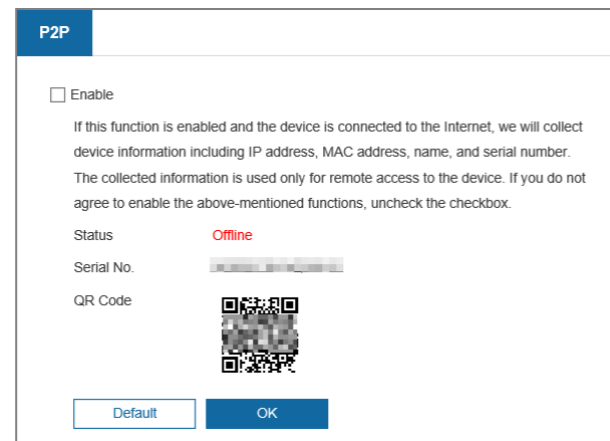 P2P
Enable
If this function is enabled and the device is connected to the Internet, we will collect
device information including IP address, MAC address, name, and serial number.
The collected information is used only for remote access to the device. If you do not
agree to enable the above-mentioned functions, uncheck the checkbox.
Status Offline
Serial No.
QR Code
Default OK